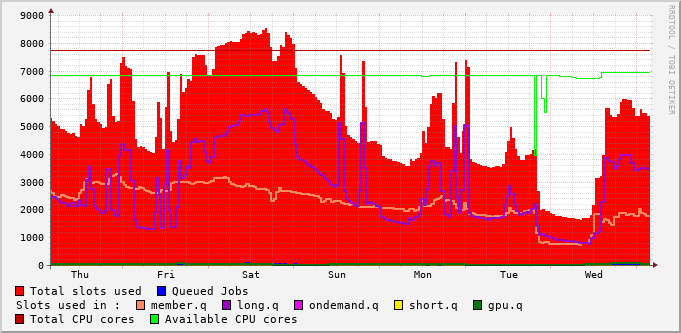 RRDTOOL / TOBI OETIKER
9000
8000
7000
6000
5000
4000
3000
2000
1000
0
Thu Fri Sat Sun Mon Tue Wed
Total slots used Queued Jobs
Slots used in : member.q long.q ondemand.q short.q gpu.q
Total CPU cores Available CPU cores